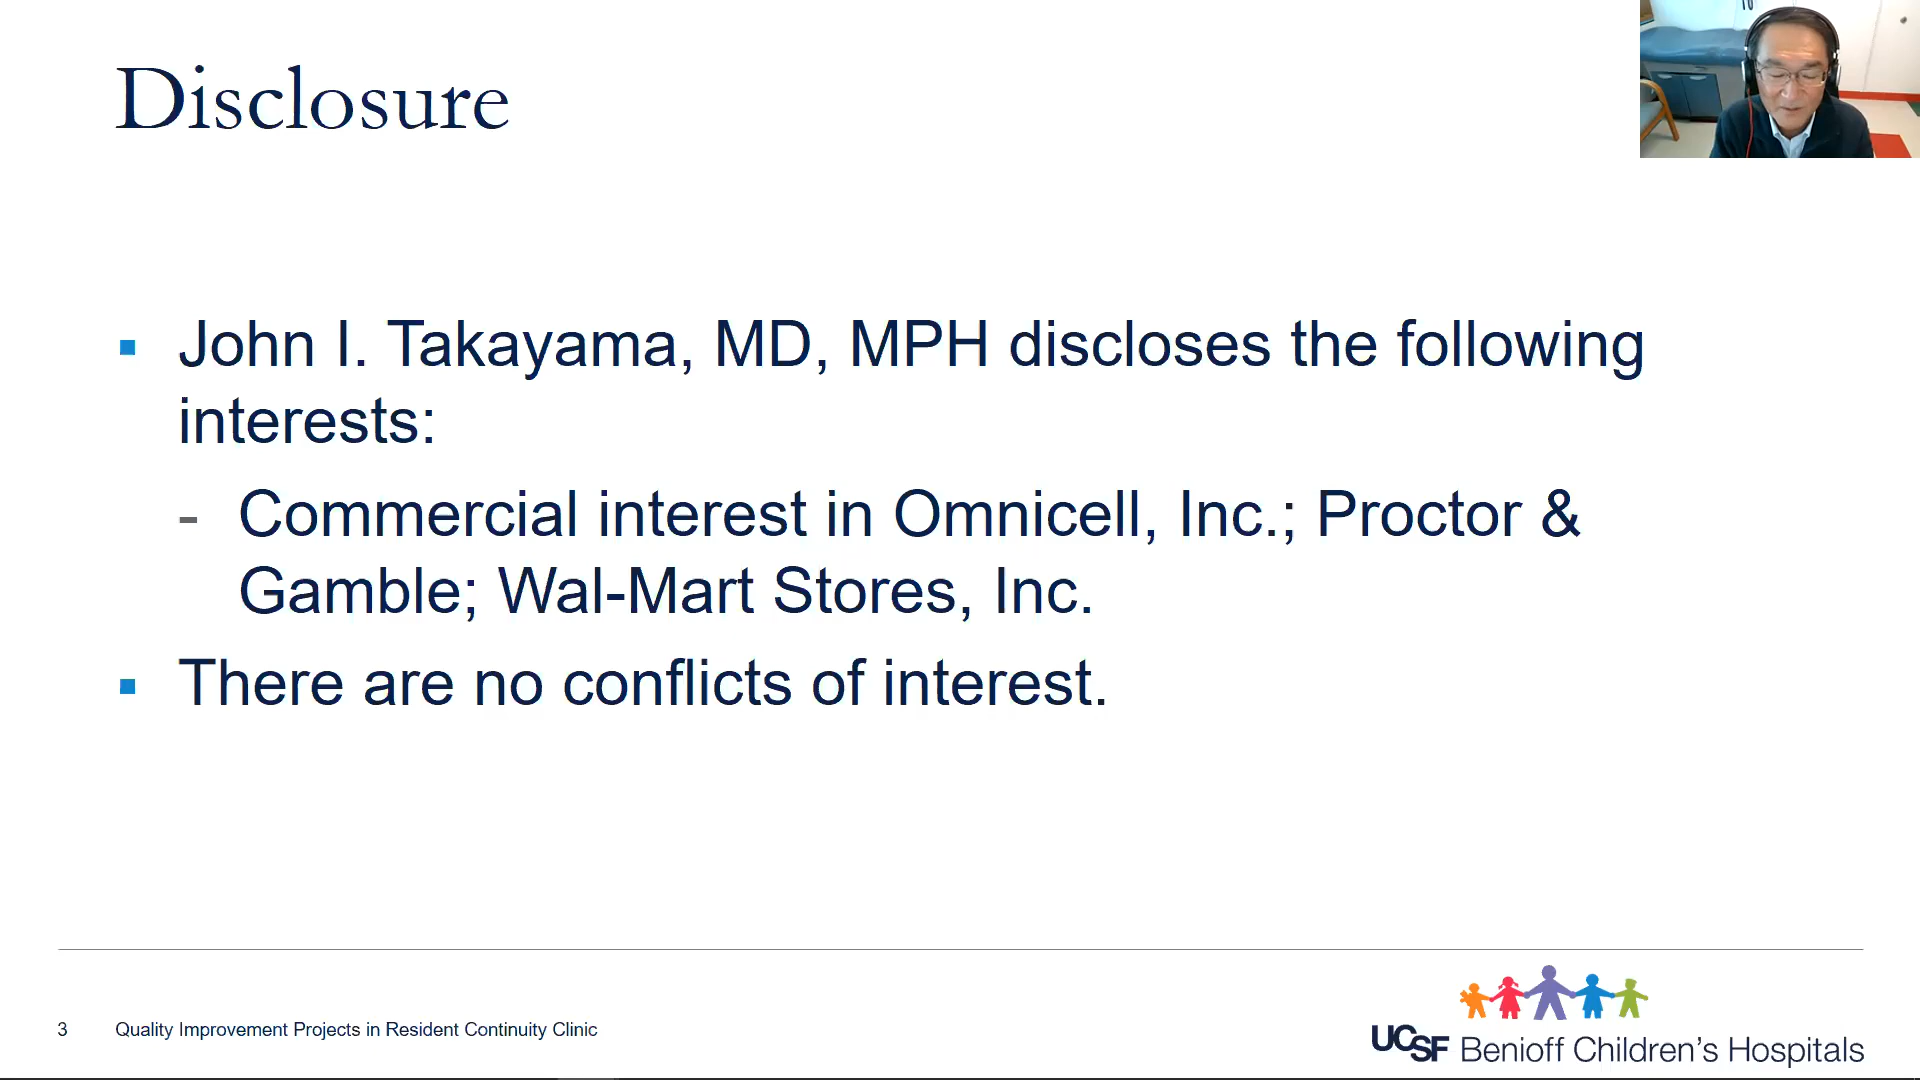 Disclosure
▪ John I. Takayama, MD, MPH discloses the following
interests:
- Commercial interest in Omnicell, Inc.; Proctor &
Gamble; Wal-Mart Stores, Inc.
▪ There are no conflicts of interest.
3 Quality Improvement Projects in Resident Continuity Clinic
UCSF Benioff Children's Hospitals